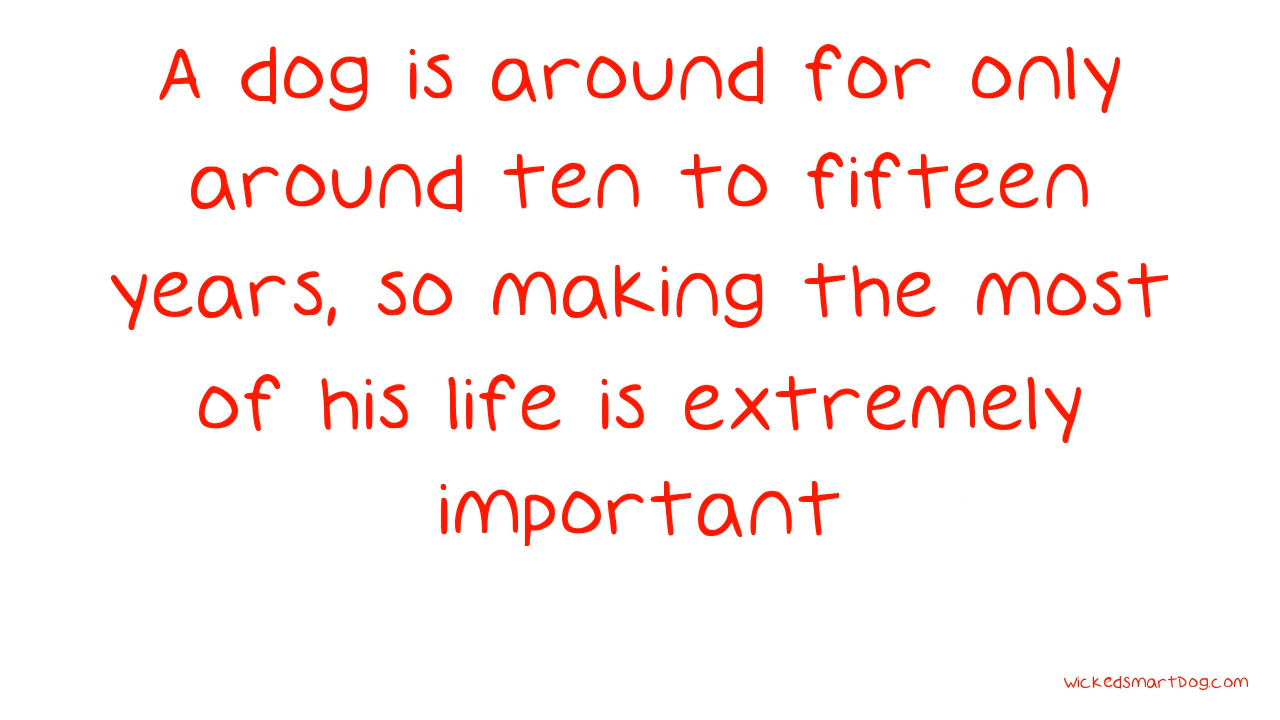 A dog is around for only
around ten to fifteen
years, so making the most
of his life is extremely
important
wickedsmartDog.com